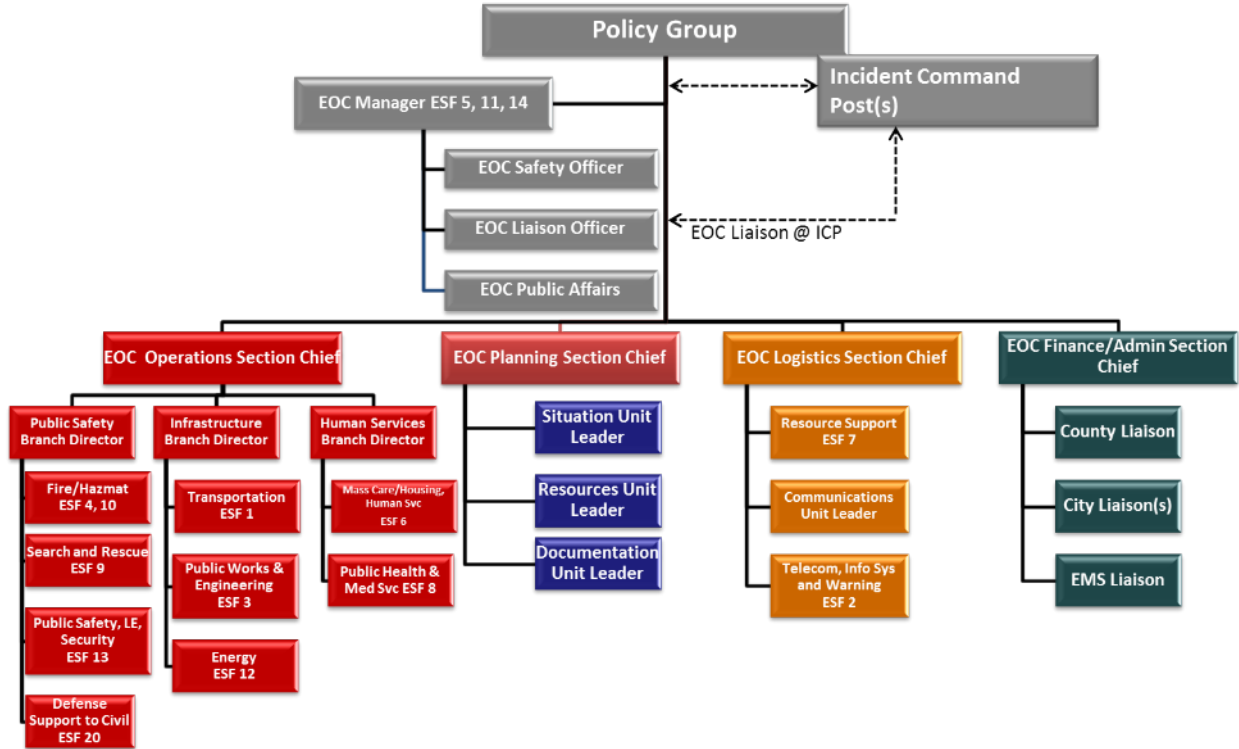 Policy Group
Incident Command
Post(s)
EOC Manager ESF 5, 11, 14
EOC Safety Officer
EOC Liaison Officer
EOC Liaison @ ICP
EOC Public Affairs
EOC Operations Section Chief
Public Safety
Branch Director
Fire/Hazmat
ESF 4, 10
Search and Rescue
ESF 9
Public Safety, LE,
Security
ESF 13
Defense
Support to Civil
ESF 20
Infrastructure
Branch Director
Transportation
ESF 1
Public Works &
Engineering
ESF 3
Energy
ESF 12
Human Services
Branch Director
Mass Care/Housing,
Human Svc
ESF 6
Public Health &
Med Svc ESF 8
EOC Planning Section Chief
Situation Unit
Leader
Resources Unit
Leader
Documentation
Unit Leader
EOC Logistics Section Chief
Resource Support
ESF 7
Communications
Unit Leader
Telecom, Info Sys
and Warning
ESF 2
EOC Finance/Admin Section
Chief
County Liaison
City Liaison(s)
EMS Liaison